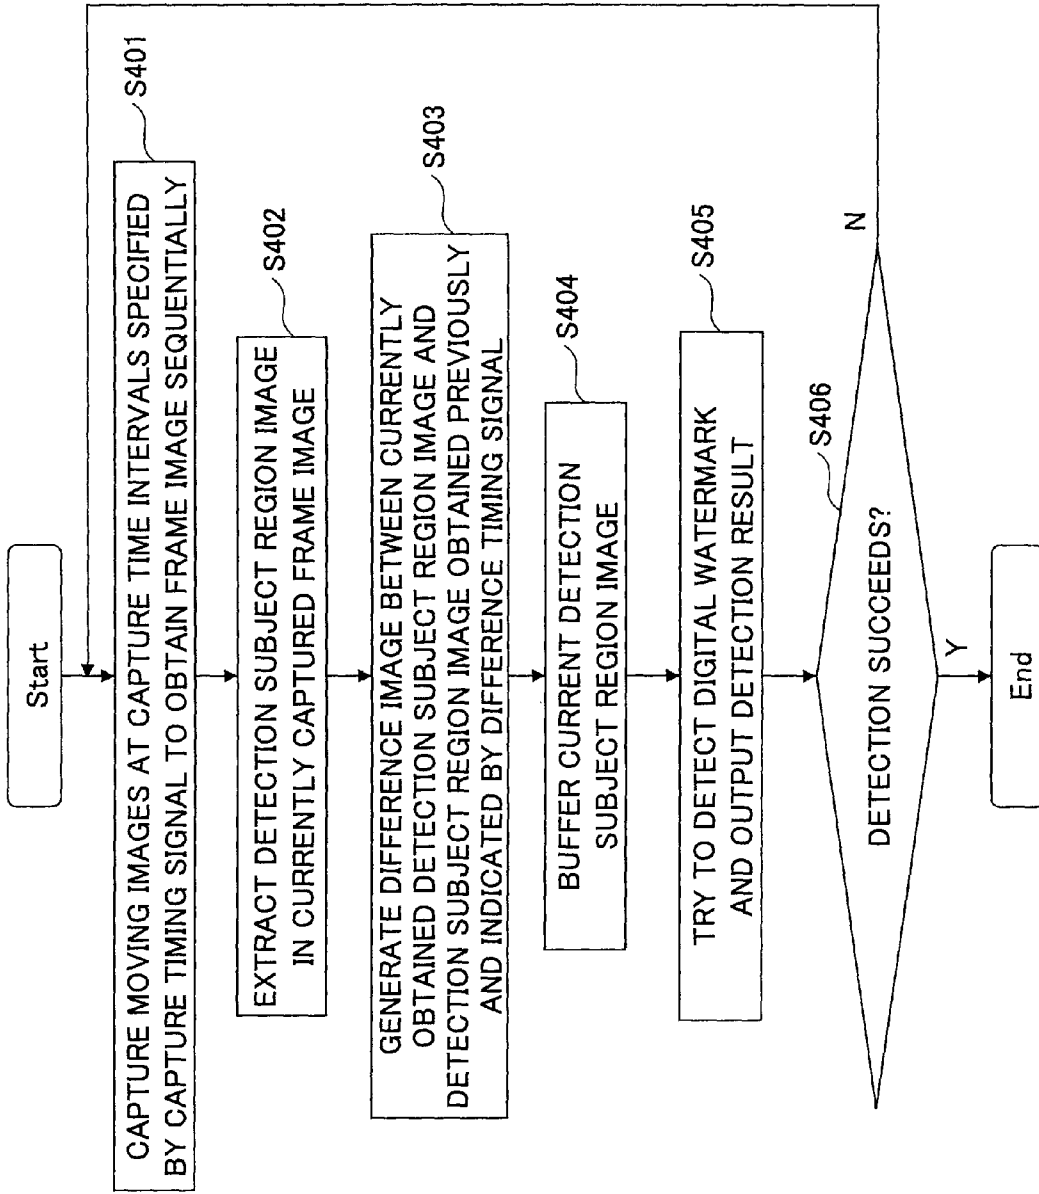 Start
CAPTURE MOVING IMAGES AT CAPTURE TIME INTERVALS SPECIFIED
BY CAPTURE TIMING SIGNAL TO OBTAIN FRAME IMAGE SEQUENTIALLY
S401
EXTRACT DETECTION SUBJECT REGION IMAGE
IN CURRENTLY CAPTURED FRAME IMAGE
S402
GENERATE DIFFERENCE IMAGE BETWEEN CURRENTLY
OBTAINED DETECTION SUBJECT REGION IMAGE AND
DETECTION SUBJECT REGION IMAGE OBTAINED PREVIOUSLY
AND INDICATED BY DIFFERENCE TIMING SIGNAL
S403
BUFFER CURRENT DETECTION
SUBJECT REGION IMAGE
S404
TRY TO DETECT DIGITAL WATERMARK
AND OUTPUT DETECTION RESULT
S405
S406
DETECTION SUCCEEDS?
N
Y
End